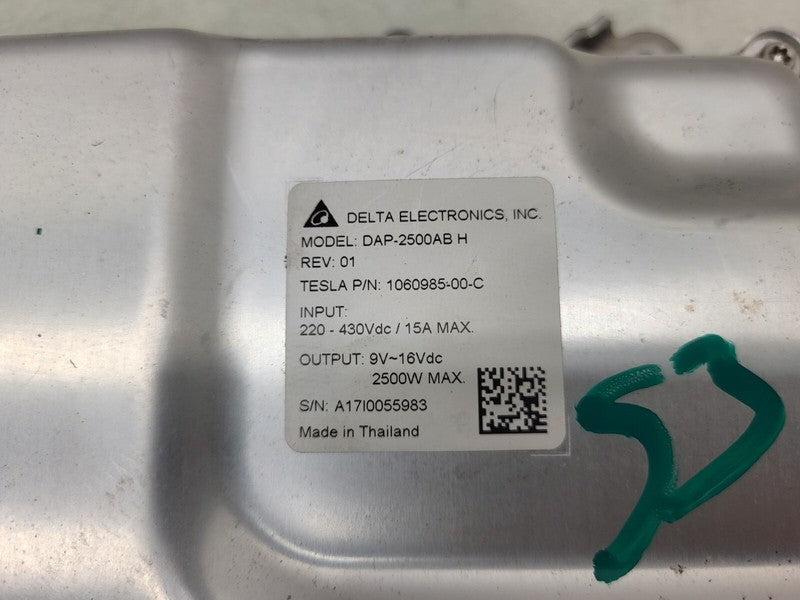 DELTA ELECTRONICS, INC.
MODEL: DAP-2500AB H
REV: 01
TESLA P/N: 1060985-00-C
INPUT:
220 - 430Vdc / 15A MAX.
OUTPUT: 9V~16Vdc
2500W MAX.
S/N: A17I0055983
Made in Thailand